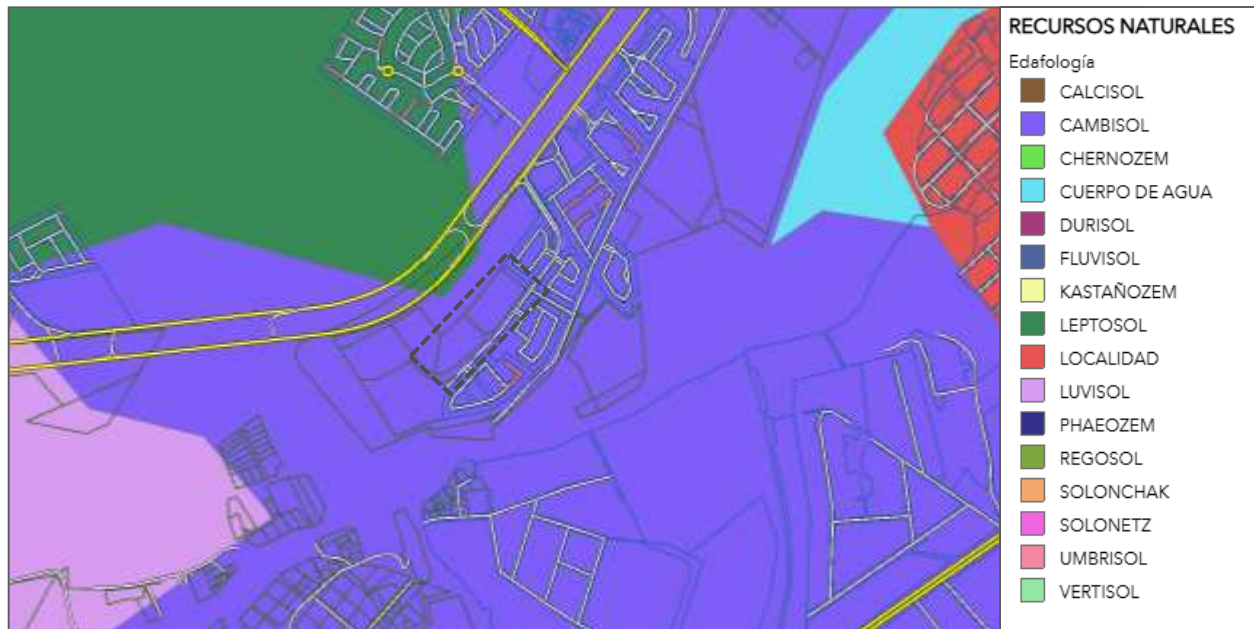 RECURSOS NATURALES
Edafología
CALCISOL
CAMBISOL
CHERNOZEM
CUERPO DE AGUA
DURISOL
FLUVISOL
KASTAÑOZEM
LEPTOSOL
LOCALIDAD
LUVISOL
PHAEOZEM
REGOSOL
SOLONCHAK
SOLONETZ
UMBRISOL
VERTISOL